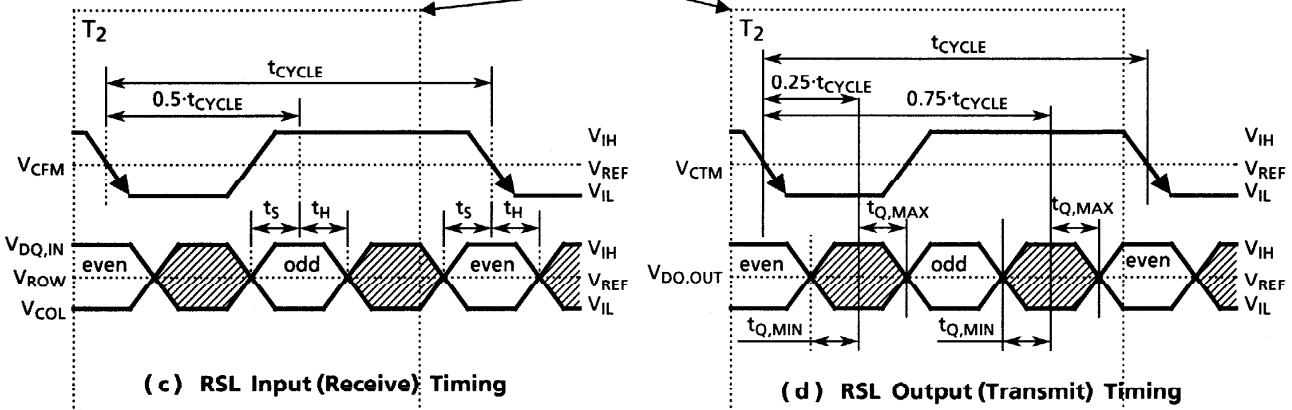 T2
tCYCLE
0.5·tCYCLE
VCFM
VIH
VREF
VIL
tS
tH
tS
tH
VDQ,IN
VROW
VCOL
even
odd
even
VIH
VREF
VIL
(c) RSL Input (Receive) Timing
T2
tCYCLE
0.25·tCYCLE
0.75·tCYCLE
VCTM
VIH
VREF
VIL
tQ,MAX
tQ,MAX
VDQ,OUT
even
odd
even
VIH
VREF
VIL
tQ,MIN
tQ,MIN
(d) RSL Output (Transmit) Timing